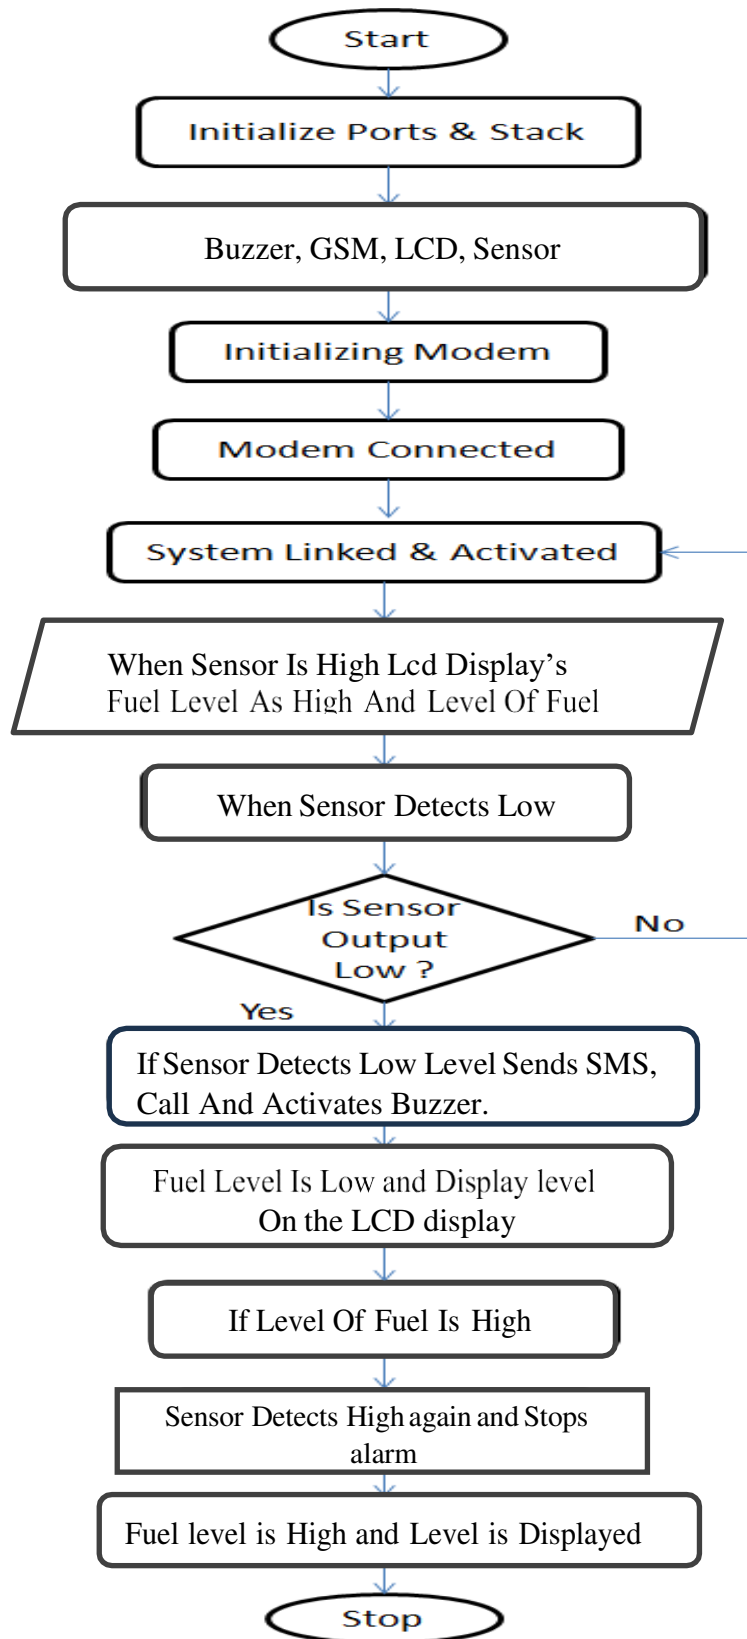 Start
Initialize Ports & Stack
Buzzer, GSM, LCD, Sensor
Initializing Modem
Modem Connected
System Linked & Activated
When Sensor Is High Lcd Display's
Fuel Level As High And Level Of Fuel
When Sensor Detects Low
Is Sensor
Output
Low ?
No
Yes
If Sensor Detects Low Level Sends SMS,
Call And Activates Buzzer.
Fuel Level Is Low and Display level
On the LCD display
If Level Of Fuel Is High
Sensor Detects High again and Stops
alarm
Fuel level is High and Level is Displayed
Stop